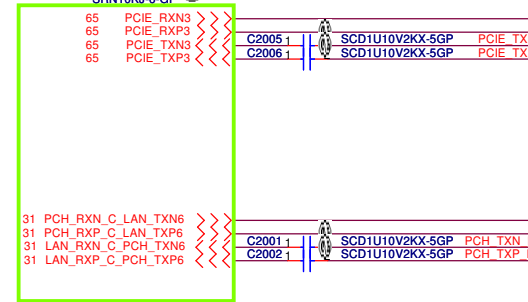 65 PCIE_RXN3
65 PCIE_RXP3
65 PCIE_TXN3 C2005 1 SCD1U10V2KX-5GP PCIE_TX
65 PCIE_TXP3 C2006 1 SCD1U10V2KX-5GP PCIE_TX
31 PCH_RXN_C_LAN_TXN6
31 PCH_RXP_C_LAN_TXP6
31 LAN_RXN_C_PCH_TXN6 C2001 1 SCD1U10V2KX-5GP PCH_TXN
31 LAN_RXP_C_PCH_TXP6 C2002 1 SCD1U10V2KX-5GP PCH_TXP